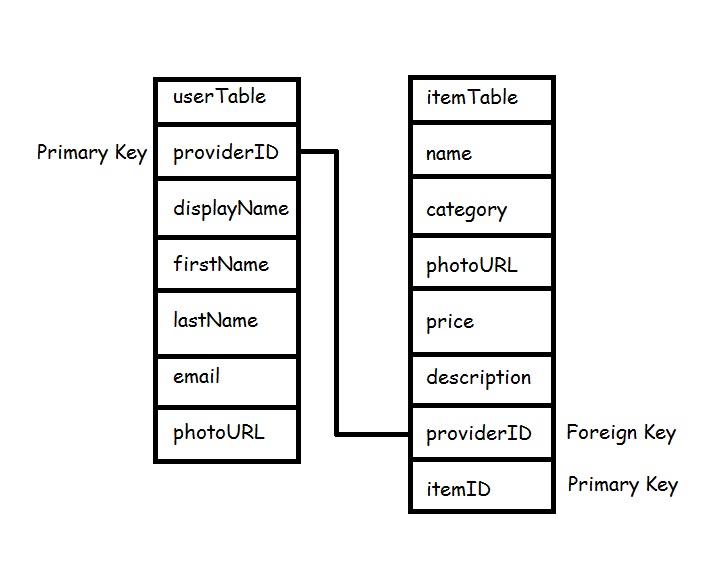 userTable
Primary Key
providerID
displayName
firstName
lastName
email
photoURL
itemTable
name
category
photoURL
price
description
providerID
Foreign Key
itemID
Primary Key